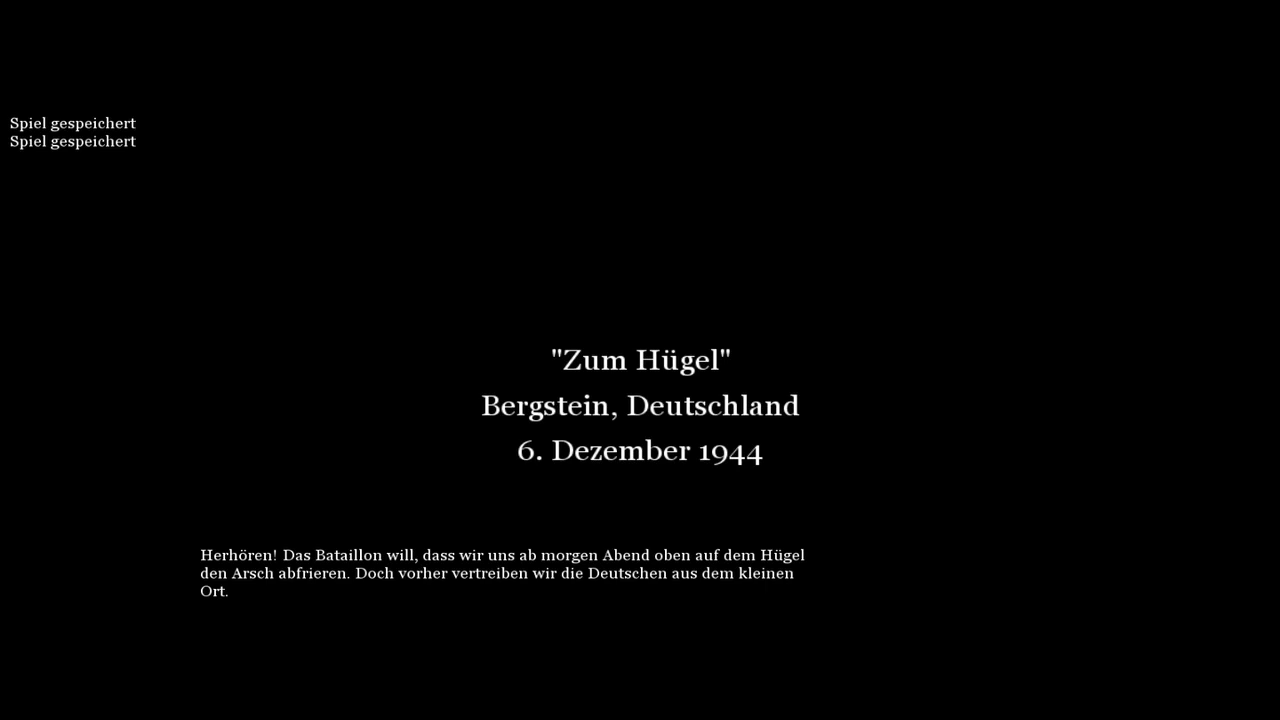 Spiel gespeichert
Spiel gespeichert
"Zum Hügel"
Bergstein, Deutschland
6. Dezember 1944
Herhören! Das Bataillon will, dass wir uns ab morgen Abend oben auf dem Hügel
den Arsch abfrieren. Doch vorher vertreiben wir die Deutschen aus dem kleinen
Ort.